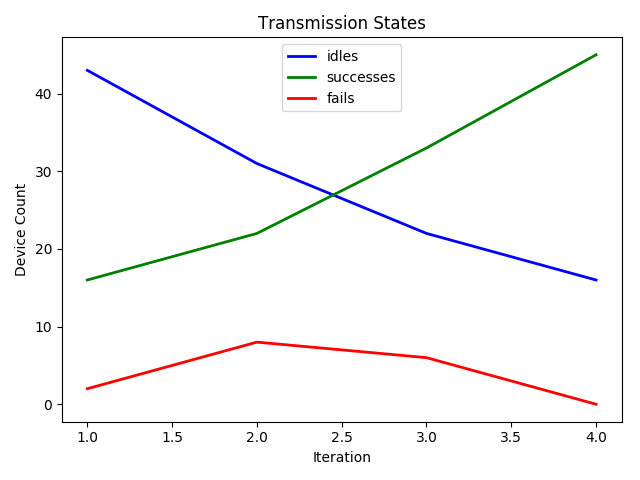 Transmission States
idles
successes
fails
Device Count
40
30
20
10
0
1.0 1.5 2.0 2.5 3.0 3.5 4.0
Iteration